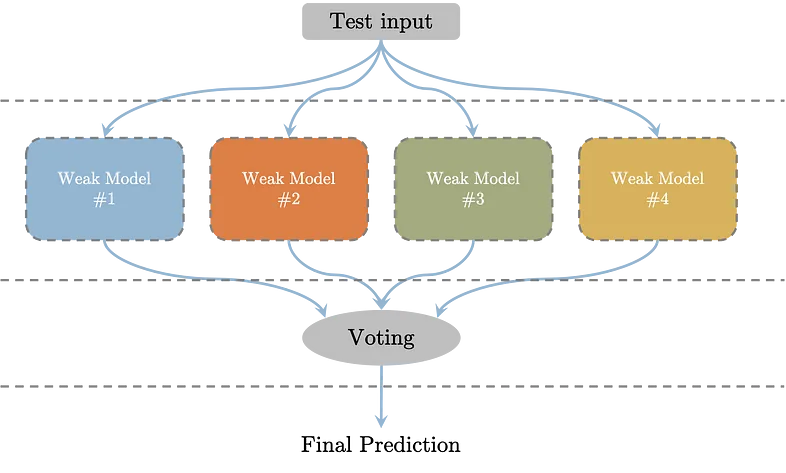 Test input
Weak Model
#1
Weak Model
#2
Weak Model
#3
Weak Model
#4
Voting
Final Prediction